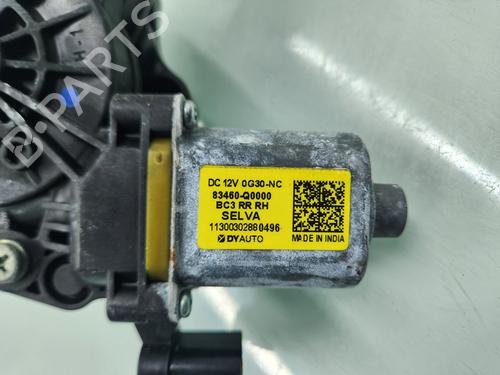 DC 12V 0G30-NC
83460-Q0000
BC3 RR RH
SELVA
11300302880496
DYAUTO
MADE IN INDIA
B-PARTS